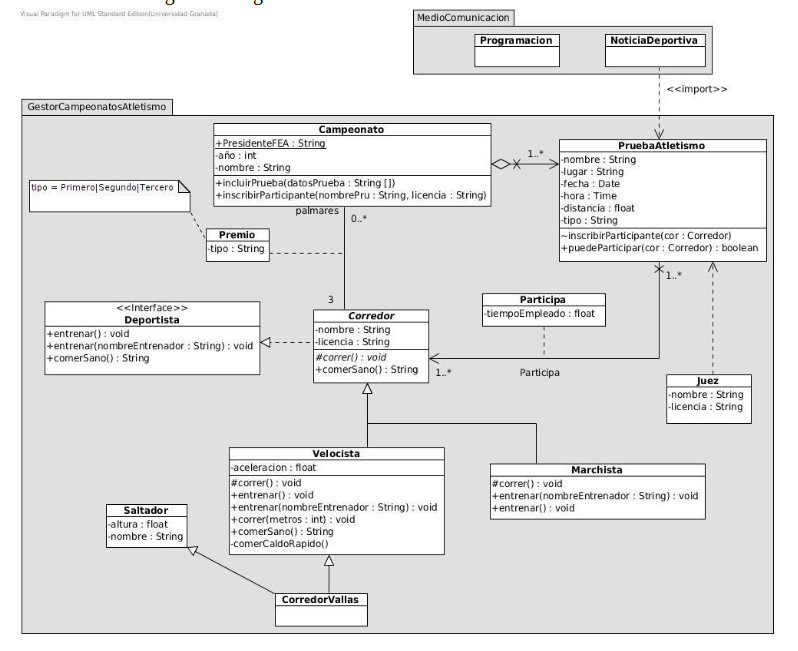 Visual Paradigm for UML Standard Edition(Universidad Granada)
MedioComunicacion
Programacion
NoticiaDeportiva
<<import>>
GestorCampeonatosAtletismo
Campeonato
+PresidenteFEA : String
-año : int
-nombre : String
+incluirPrueba(datosPrueba : String [])
+inscribirParticipante(nombrePru : String, licencia : String)
1..*
PruebaAtletismo
-nombre : String
-lugar : String
-fecha : Date
-hora : Time
-distancia : float
-tipo : String
~inscribirParticipante(cor : Corredor)
+puedeParticipar(cor : Corredor) : boolean
tipo = Primero|Segundo|Tercero
palmares
0..*
Premio
-tipo : String
3
1..*
<<Interface>>
Deportista
+entrenar() : void
+entrenar(nombreEntrenador : String) : void
+comerSano() : String
Corredor
-nombre : String
-licencia : String
#correr() : void
+comerSano() : String
Participa
-tiempoEmpleado : float
1..*
Participa
Juez
-nombre : String
-licencia : String
Velocista
-aceleracion : float
#correr() : void
+entrenar() : void
+entrenar(nombreEntrenador : String) : void
+correr(metros : int) : void
+comerSano() : String
-comerCaldoRapido()
Marchista
#correr() : void
+entrenar(nombreEntrenador : String) : void
+entrenar() : void
Saltador
-altura : float
-nombre : String
CorredorVallas